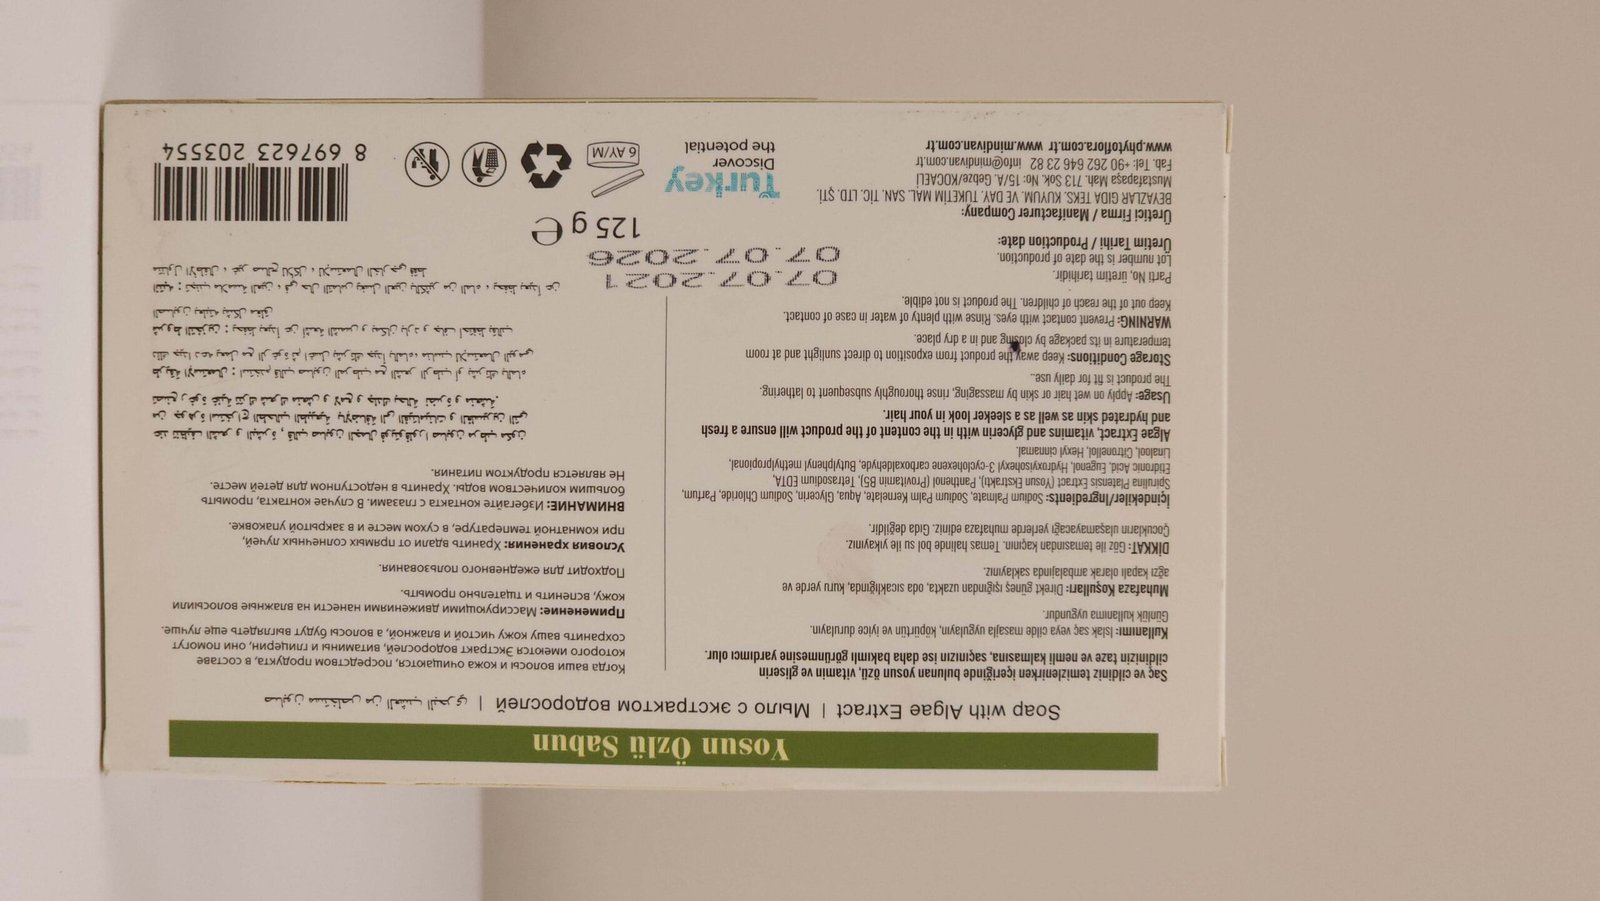 Yosun Özlü Sabun
Soap with Algae Extract | Мыло с экстрактом водорослей | صابون مستخلص من العشب البحري
Saç ve cildiniz temizlenirken içeriğinde bulunan yosun özü, vitamin ve gliserin
cildinizin taze ve nemli kalmasına, saçınızın ise daha bakımlı görünmesine yardımcı olur.
Kullanımı: Islak saç veya cilde masajla uygulayın, köpürtün ve iyice durulayın.
Günlük kullanıma uygundur.
Muhafaza Koşulları: Direkt güneş ışığından uzakta, oda sıcaklığında, kuru yerde ve
ağzı kapalı olarak ambalajında saklayınız.
DİKKAT: Göz ile temasından kaçının. Temas halinde bol su ile yıkayınız.
Çocukların ulaşamayacağı yerlerde muhafaza ediniz. Gıda değildir.
İçindekiler/Ingredients: Sodium Palmate, Sodium Palm Kernelate, Aqua, Glycerin, Sodium Chloride, Parfum,
Spirulina Platensis Extract (Yosun Ekstraktı), Panthenol (Provitamin B5), Tetrasodium EDTA,
Etidronic Acid, Eugenol, Hydroxyisohexyl 3-cyclohexene carboxaldehyde, Butylphenyl methylpropional,
Linalool, Citronellol, Hexyl cinnamal.
Algae Extract, vitamins and glycerin with in the content of the product will ensure a fresh
and hydrated skin as well as a sleeker look in your hair.
Usage: Apply on wet hair or skin by massaging, rinse thoroughly subsequent to lathering.
The product is fit for daily use..
Storage Conditions: Keep away the product from exposition to direct sunlight and at room
temperature in its package by closing and in a dry place.
WARNING: Prevent contact with eyes. Rinse with plenty of water in case of contact.
Keep out of the reach of children. The product is not edible.
Parti No, üretim tarihidir.
Lot number is the date of production.
Üretim Tarihi / Production date:
07.07.2021
07.07.2026
Üretici Firma / Manifacturer Company:
BEYAZLAR GIDA TEKS. KUYUM. VE DAY. TÜKETİM MAL. SAN. TİC. LTD. ŞTİ.
Mustafapaşa Mah. 713 Sok. No: 15/A. Gebze/KOCAELİ
Fab. Tel: +90 262 646 23 82 info@mindivan.com.tr
www.phytoflora.com.tr www.mindivan.com.tr
Когда ваши волосы и кожа очищаются, посредством продукта, в составе
которого имеются Экстракт водорослей, витамины и глицерин, они помогут
сохранить вашу кожу чистой и влажной, а волосы будут выглядеть еще лучше.
Применение: Массирующими движениями нанести на влажные волосыили
кожу, вспенить и тщательно промыть.
Подходит для ежедневного пользования.
Условия хранения: Хранить вдали от прямых солнечных лучей,
при комнатной температуре, в сухом месте и в закрытой упаковке.
ВНИМАНИЕ: Избегайте контакта с глазами. В случае контакта, промыть
большим количеством воды. Хранить в недоступном для детей месте.
Не является продуктом питания.
125 g e
Discover
Turkey
the potential
6 AY/M
8 697623 203554